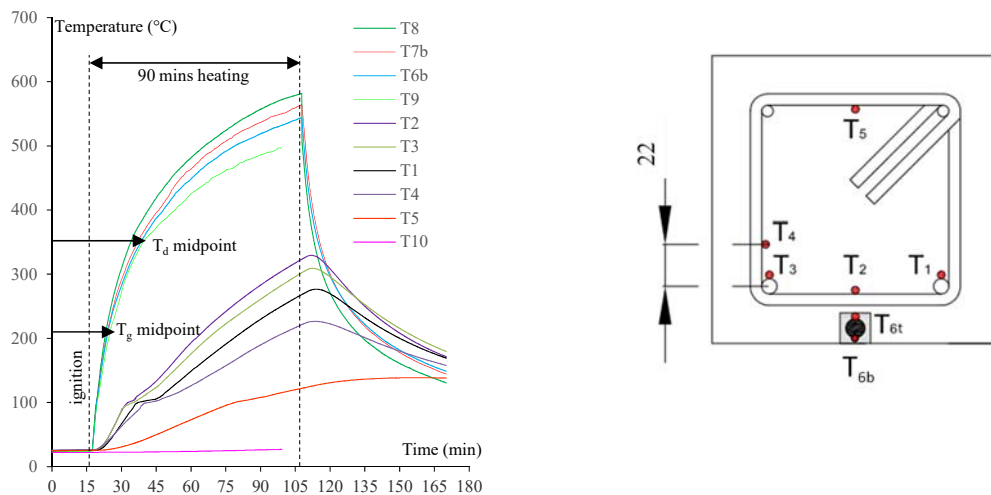 Temperature (°C)
700
600
500
400
300
200
100
0
90 mins heating
T8
T7b
T6b
T9
T2
T3
T1
T4
T5
T10
Td midpoint
Tg midpoint
ignition
Time (min)
0 15 30 45 60 75 90 105 120 135 150 165 180
T5
22
T4
T3
T2
T1
T6t
T6b